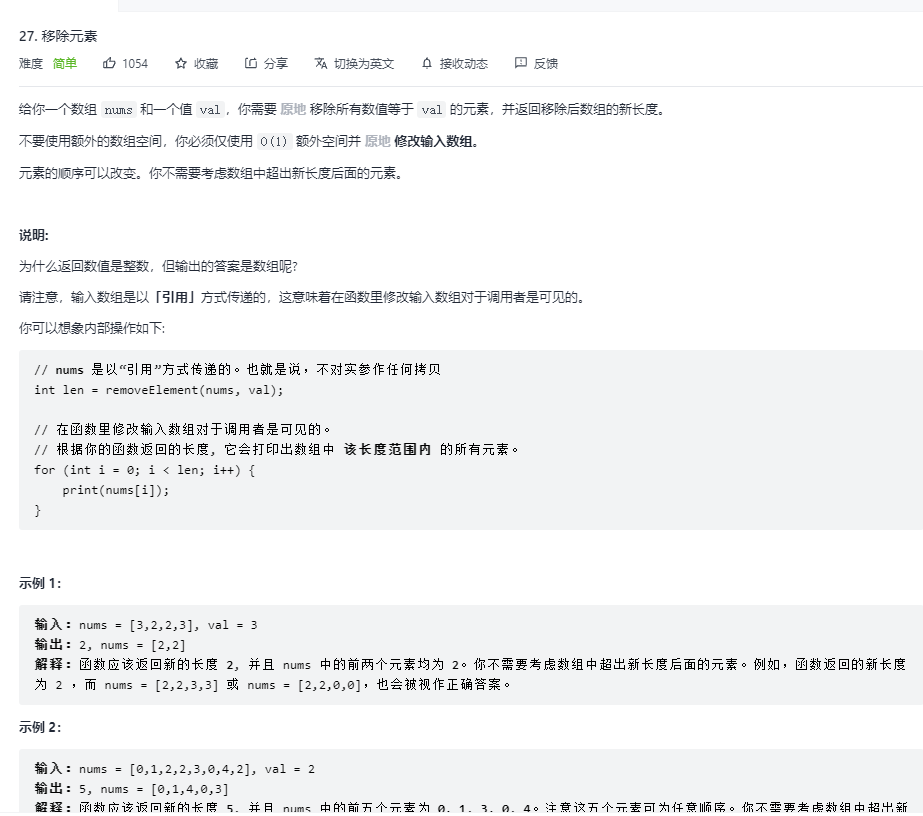 27. 移除元素
难度 简单 1054 收藏 分享 切换为英文 接收动态 反馈
给你一个数组 nums 和一个值 val，你需要 原地 移除所有数值等于 val 的元素，并返回移除后数组的新长度。
不要使用额外的数组空间，你必须仅使用 O(1) 额外空间并 原地 修改输入数组。
元素的顺序可以改变。你不需要考虑数组中超出新长度后面的元素。
说明:
为什么返回数值是整数，但输出的答案是数组呢?
请注意，输入数组是以「引用」方式传递的，这意味着在函数里修改输入数组对于调用者是可见的。
你可以想象内部操作如下:
// nums 是以“引用”方式传递的。也就是说，不对实参作任何拷贝
int len = removeElement(nums, val);
// 在函数里修改输入数组对于调用者是可见的。
// 根据你的函数返回的长度, 它会打印出数组中 该长度范围内 的所有元素。
for (int i = 0; i < len; i++) {
    print(nums[i]);
}
示例 1：
输入：nums = [3,2,2,3], val = 3
输出：2, nums = [2,2]
解释：函数应该返回新的长度 2, 并且 nums 中的前两个元素均为 2。你不需要考虑数组中超出新长度后面的元素。例如，函数返回的新长度
为 2 ，而 nums = [2,2,3,3] 或 nums = [2,2,0,0]，也会被视作正确答案。
示例 2：
输入：nums = [0,1,2,2,3,0,4,2], val = 2
输出：5, nums = [0,1,4,0,3]
解释：函数应该返回新的长度 5, 并且 nums 中的前五个元素为 0, 1, 3, 0, 4。注意这五个元素可为任意顺序。你不需要考虑数组中超出新